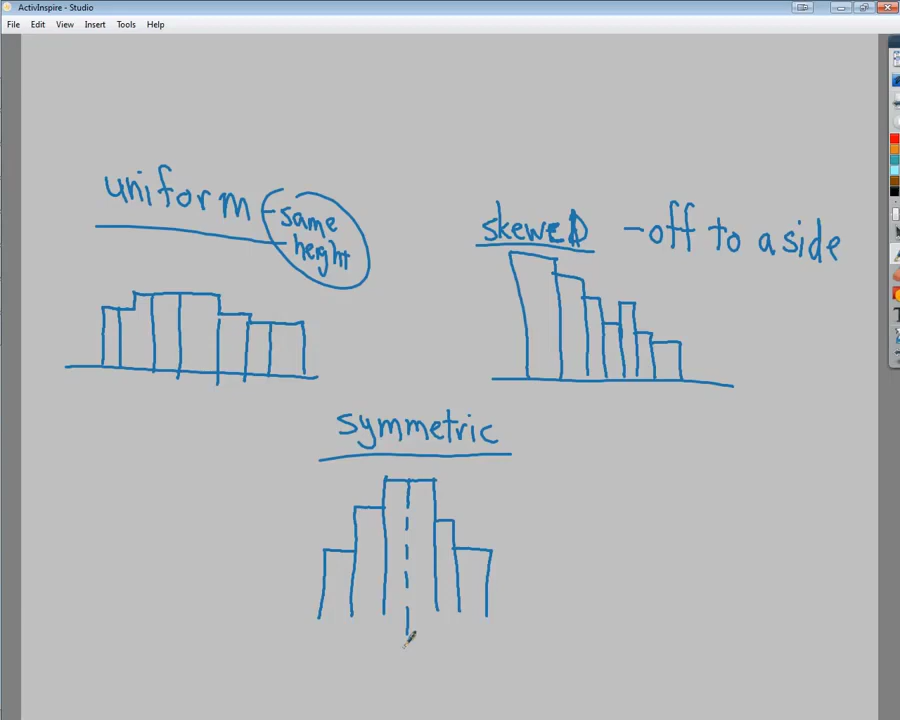 ActivInspire - Studio
File Edit View Insert Tools Help
uniform - same
height
skeweD - off to a side
symmetric